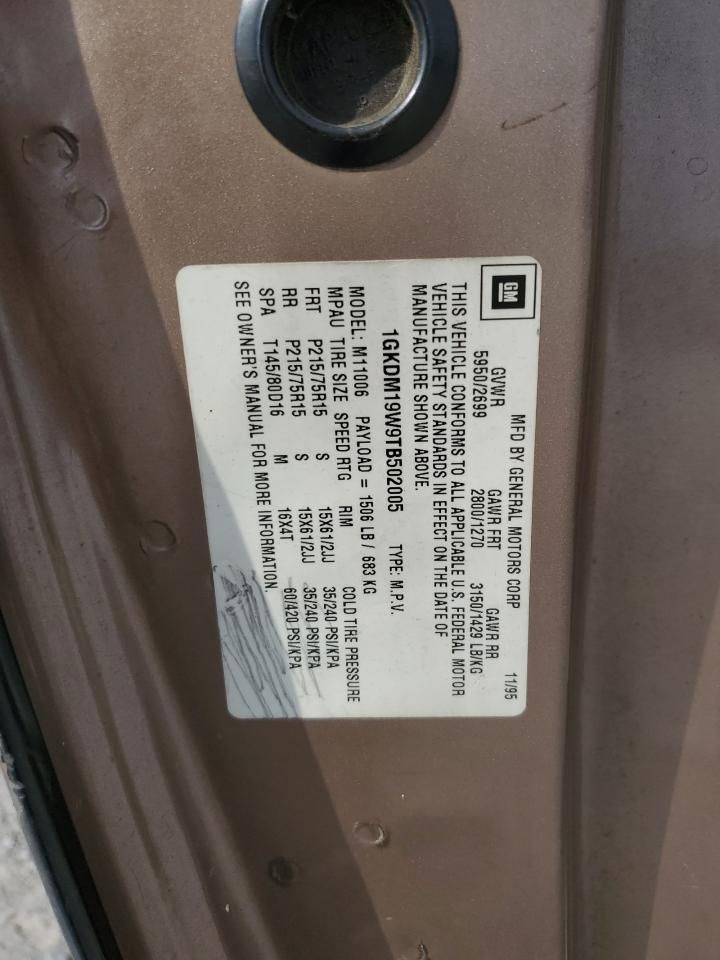 GM
MFD BY GENERAL MOTORS CORP 11/95
GVWR GAWR FRT GAWR RR
5950/2699 2800/1270 3150/1429 LB/KG
THIS VEHICLE CONFORMS TO ALL APPLICABLE U.S. FEDERAL MOTOR
VEHICLE SAFETY STANDARDS IN EFFECT ON THE DATE OF
MANUFACTURE SHOWN ABOVE.
1GKDM19W9TB502005 TYPE: M.P.V.
MODEL: M11006 PAYLOAD = 1506 LB / 683 KG
MPAU TIRE SIZE SPEED RTG RIM COLD TIRE PRESSURE
FRT P215/75R15 S 15X61/2JJ 35/240 PSI/KPA
RR P215/75R15 S 15X61/2JJ 35/240 PSI/KPA
SPA T145/80D16 M 16X4T 60/420 PSI/KPA
SEE OWNER'S MANUAL FOR MORE INFORMATION.